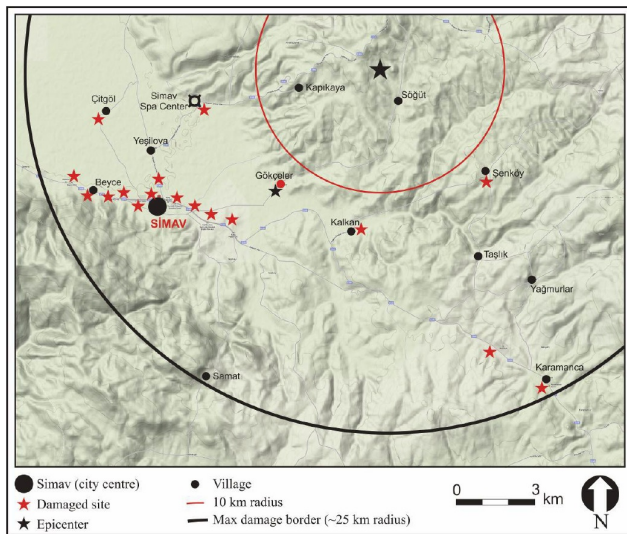 Kapıkaya
Söğüt
Simav
Spa Center
Çitgöl
Yeşilova
Beyce
SİMAV
Gökçeler
Şenköy
Kalkan
Taşlık
Yağmurlar
Samat
Karamanca
Simav (city centre)
Damaged site
Epicenter
Village
10 km radius
Max damage border (~25 km radius)
0 3
km
N